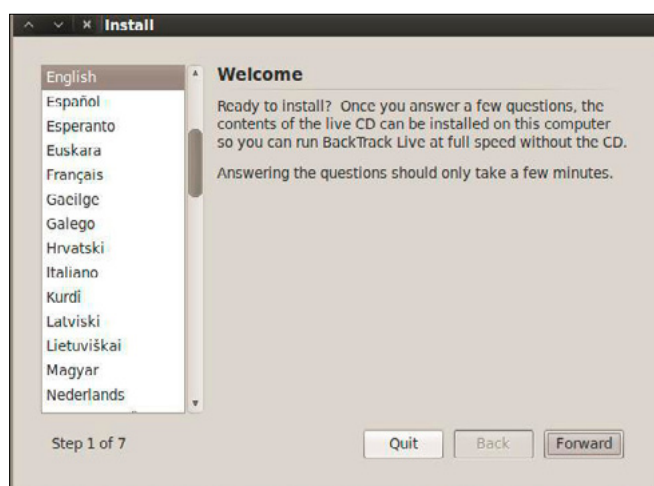 Install
English
Español
Esperanto
Euskara
Français
Gaeilge
Galego
Hrvatski
Italiano
Kurdî
Latviski
Lietuviškai
Magyar
Nederlands
Welcome
Ready to install? Once you answer a few questions, the
contents of the live CD can be installed on this computer
so you can run BackTrack Live at full speed without the CD.
Answering the questions should only take a few minutes.
Step 1 of 7
Quit
Back
Forward